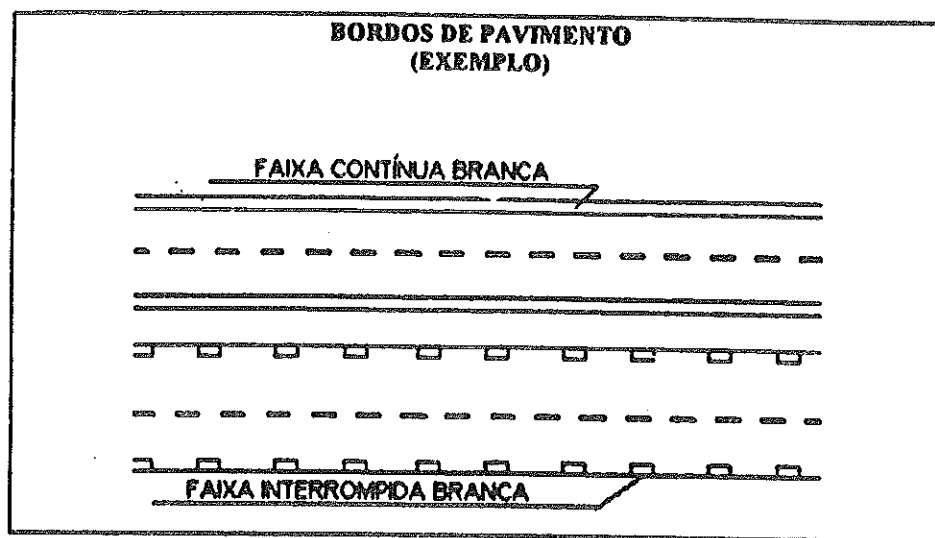 BORDOS DE PAVIMENTO
(EXEMPLO)
FAIXA CONTÍNUA BRANCA
FAIXA INTERROMPIDA BRANCA